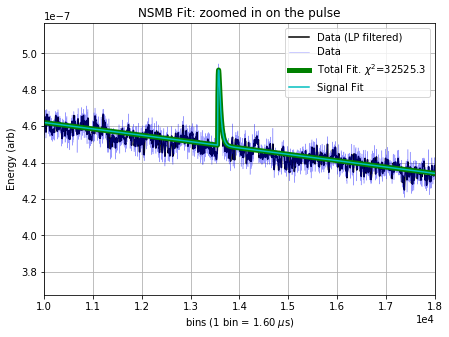 NSMB Fit: zoomed in on the pulse
1e−7
Data (LP filtered)
Data
Total Fit. χ²=32525.3
Signal Fit
Energy (arb)
5.0
4.8
4.6
4.4
4.2
4.0
3.8
1.0 1.1 1.2 1.3 1.4 1.5 1.6 1.7 1.8
1e4
bins (1 bin = 1.60 μs)